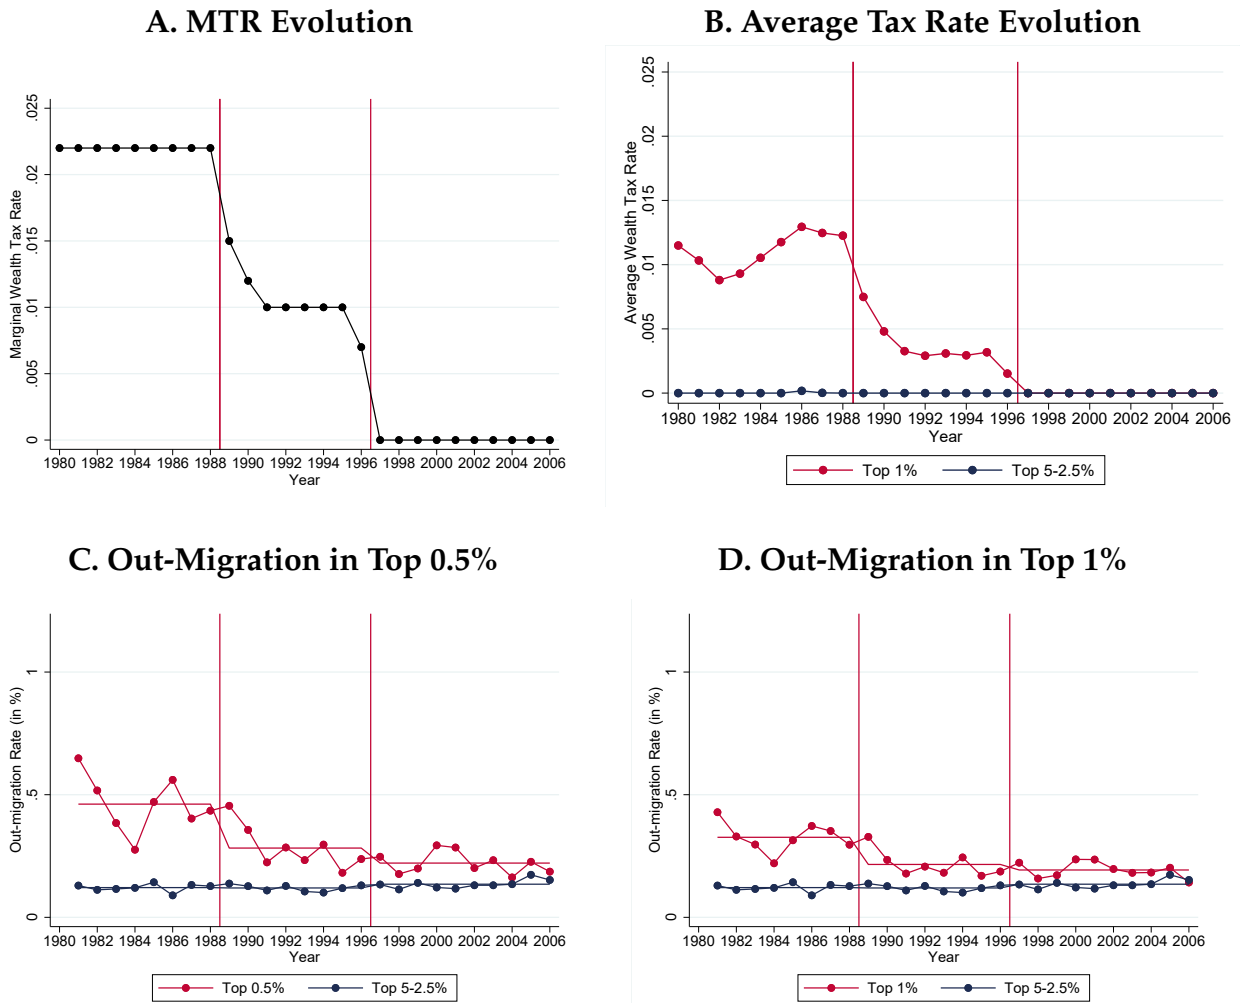 A. MTR Evolution
Marginal Wealth Tax Rate
.025
.02
.015
.01
.005
0
1980 1982 1984 1986 1988 1990 1992 1994 1996 1998 2000 2002 2004 2006
Year
B. Average Tax Rate Evolution
Average Wealth Tax Rate
.025
.02
.015
.01
.005
0
1980 1982 1984 1986 1988 1990 1992 1994 1996 1998 2000 2002 2004 2006
Year
Top 1% Top 5-2.5%
C. Out-Migration in Top 0.5%
Out-migration Rate (in %)
1
.5
0
1980 1982 1984 1986 1988 1990 1992 1994 1996 1998 2000 2002 2004 2006
Year
Top 0.5% Top 5-2.5%
D. Out-Migration in Top 1%
Out-migration Rate (in %)
1
.5
0
1980 1982 1984 1986 1988 1990 1992 1994 1996 1998 2000 2002 2004 2006
Year
Top 1% Top 5-2.5%